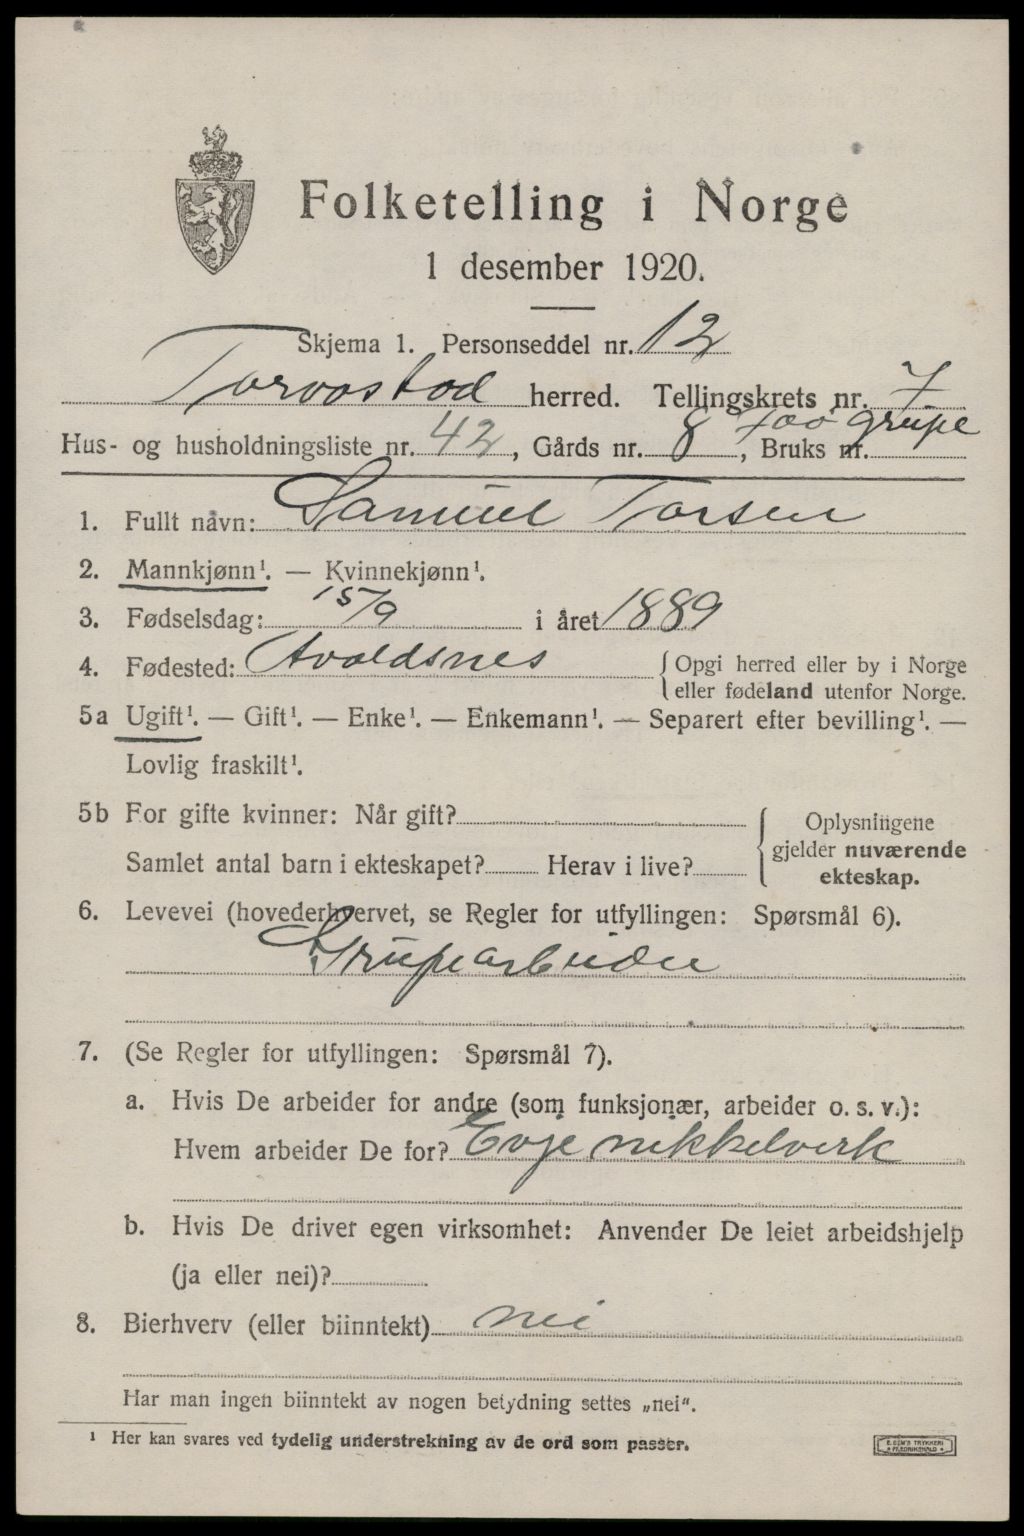 Folketelling i Norge
1 desember 1920.
Skjema 1. Personseddel nr. 12
Torvastad herred. Tellingskrets nr. 7
Hus- og husholdningsliste nr. 42, Gårds nr. 8, Bruks nr. Foss grupe
1. Fullt navn: Samuel Torsen
2. Mannkjønn¹. — Kvinnekjønn¹.
3. Fødselsdag: 15/9 i året 1889
4. Fødested: Avaldsnes {Opgi herred eller by i Norge
eller fødeland utenfor Norge.
5a Ugift¹. — Gift¹. — Enke¹. — Enkemann¹. — Separert efter bevilling¹. —
Lovlig fraskilt¹.
5b For gifte kvinner: Når gift? Oplysningene
gjelder nuværende
Samlet antal barn i ekteskapet? Herav i live?
ekteskap.
6. Levevei (hovederhvervet, se Regler for utfyllingen: Spørsmål 6).
Grupearbeider
7. (Se Regler for utfyllingen: Spørsmål 7).
a. Hvis De arbeider for andre (som funksjonær, arbeider o. s. v.):
Hvem arbeider De for? Evje nikkelverk
b. Hvis De driver egen virksomhet: Anvender De leiet arbeidshjelp
(ja eller nei)?
8. Bierhverv (eller biinntekt) nei
Har man ingen biinntekt av nogen betydning settes „nei".
¹ Her kan svares ved tydelig understrekning av de ord som passer.
E. SEM'S TRYKKERI
FREDRIKSHALD